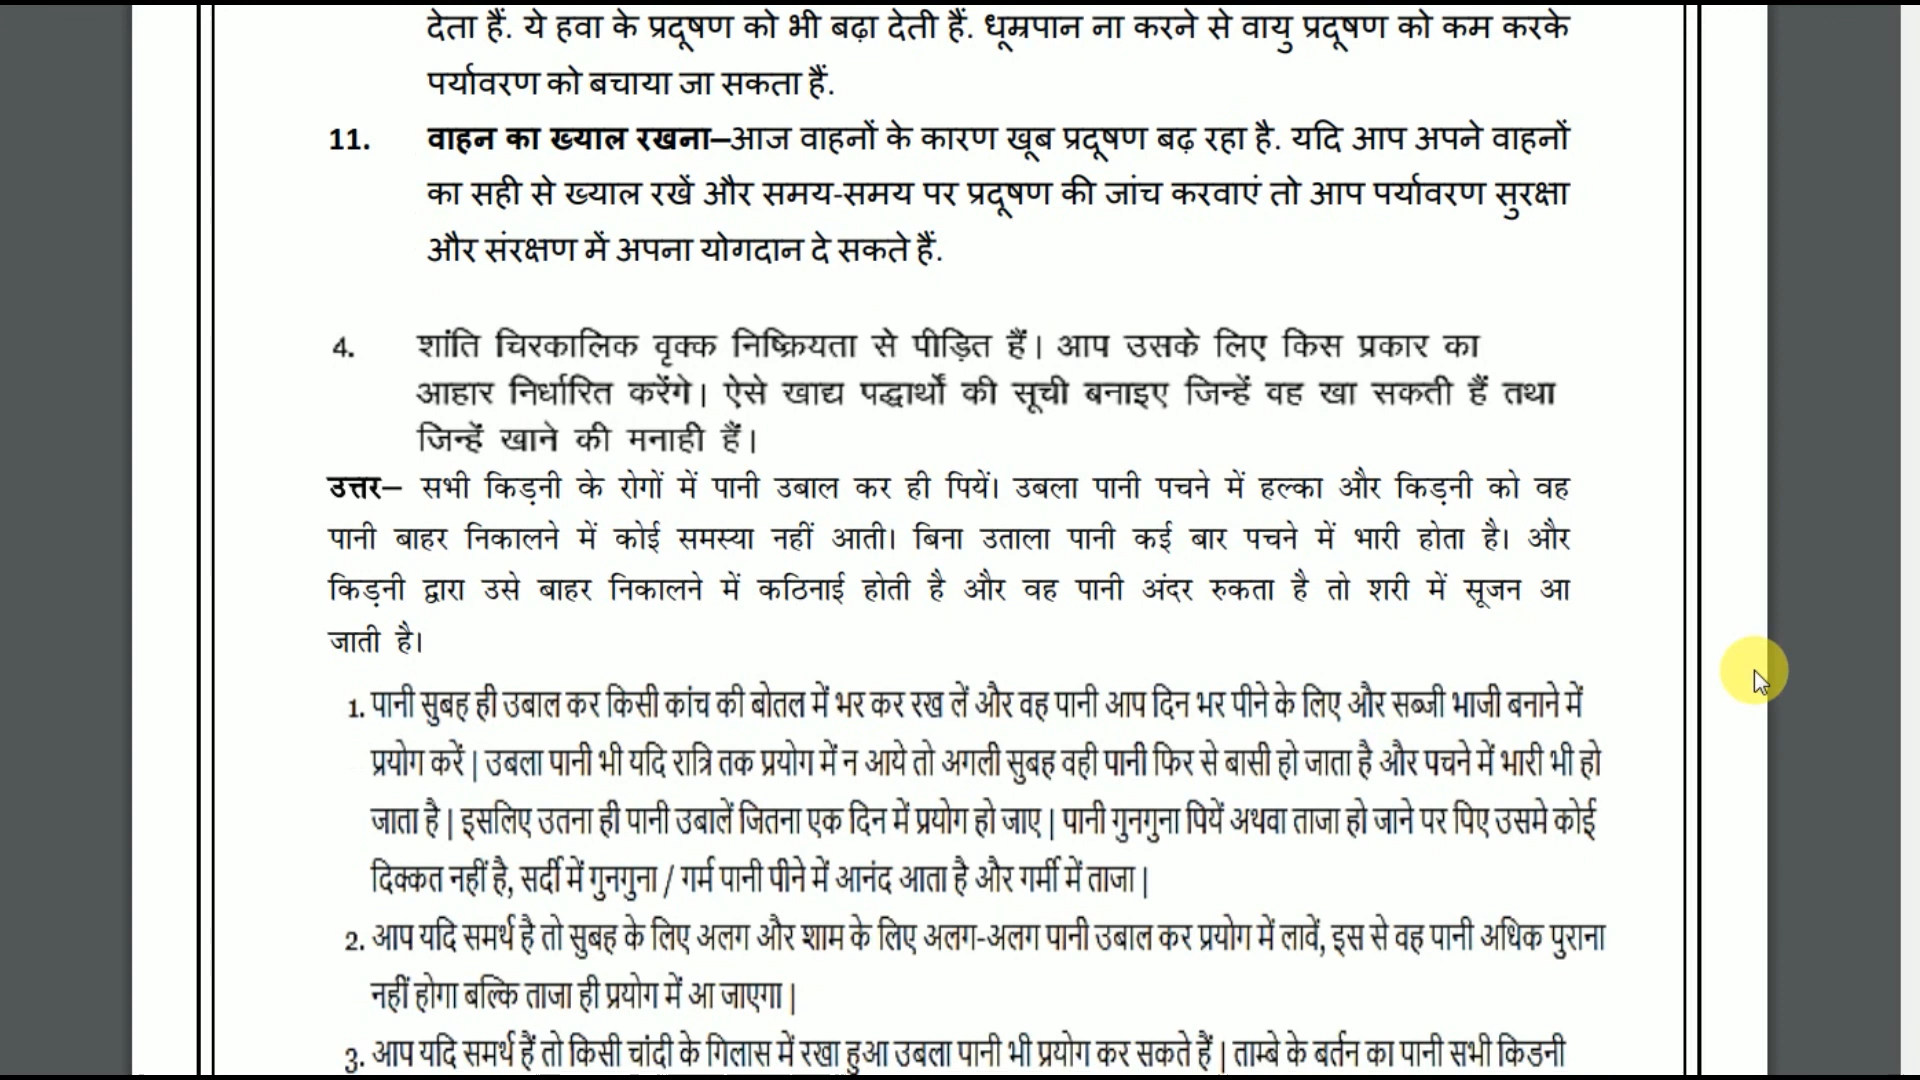 देता हैं. ये हवा के प्रदूषण को भी बढ़ा देती हैं. धूम्रपान ना करने से वायु प्रदूषण को कम करके
पर्यावरण को बचाया जा सकता हैं.
11. वाहन का ख्याल रखना–आज वाहनों के कारण खूब प्रदूषण बढ़ रहा है. यदि आप अपने वाहनों
का सही से ख्याल रखें और समय-समय पर प्रदूषण की जांच करवाएं तो आप पर्यावरण सुरक्षा
और संरक्षण में अपना योगदान दे सकते हैं.
4. शांति चिरकालिक वृक्क निष्क्रियता से पीड़ित हैं। आप उसके लिए किस प्रकार का
आहार निर्धारित करेंगे। ऐसे खाद्य पद्धार्थों की सूची बनाइए जिन्हें वह खा सकती हैं तथा
जिन्हें खाने की मनाही हैं।
उत्तर– सभी किड़नी के रोगों में पानी उबाल कर ही पियें। उबला पानी पचने में हल्का और किड़नी को वह
पानी बाहर निकालने में कोई समस्या नहीं आती। बिना उताला पानी कई बार पचने में भारी होता है। और
किड़नी द्वारा उसे बाहर निकालने में कठिनाई होती है और वह पानी अंदर रुकता है तो शरी में सूजन आ
जाती है।
1. पानी सुबह ही उबाल कर किसी कांच की बोतल में भर कर रख लें और वह पानी आप दिन भर पीने के लिए और सब्जी भाजी बनाने में
प्रयोग करें | उबला पानी भी यदि रात्रि तक प्रयोग में न आये तो अगली सुबह वही पानी फिर से बासी हो जाता है और पचने में भारी भी हो
जाता है | इसलिए उतना ही पानी उबालें जितना एक दिन में प्रयोग हो जाए | पानी गुनगुना पियें अथवा ताजा हो जाने पर पिए उसमे कोई
दिक्कत नहीं है, सर्दी में गुनगुना / गर्म पानी पीने में आनंद आता है और गर्मी में ताजा |
2. आप यदि समर्थ है तो सुबह के लिए अलग और शाम के लिए अलग-अलग पानी उबाल कर प्रयोग में लावें, इस से वह पानी अधिक पुराना
नहीं होगा बल्कि ताजा ही प्रयोग में आ जाएगा |
3. आप यदि समर्थ हैं तो किसी चांदी के गिलास में रखा हुआ उबला पानी भी प्रयोग कर सकते हैं | ताम्बे के बर्तन का पानी सभी किडनी